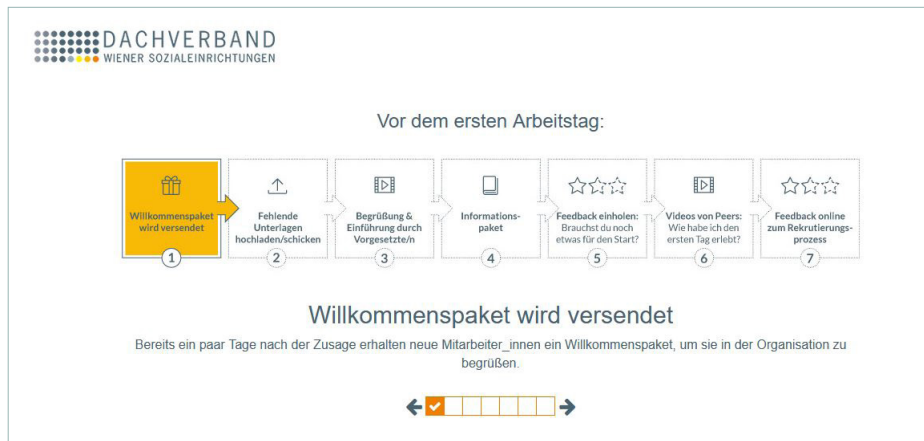 DACHVERBAND
WIENER SOZIALEINRICHTUNGEN
Vor dem ersten Arbeitstag:
Willkommenspaket
wird versendet
1
Fehlende
Unterlagen
hochladen/schicken
2
Begrüßung &
Einführung durch
Vorgesetzte/n
3
Informations-
paket
4
Feedback einholen:
Brauchst du noch
etwas für den Start?
5
Videos von Peers:
Wie habe ich den
ersten Tag erlebt?
6
Feedback online
zum Rekrutierungs-
prozess
7
Willkommenspaket wird versendet
Bereits ein paar Tage nach der Zusage erhalten neue Mitarbeiter_innen ein Willkommenspaket, um sie in der Organisation zu
begrüßen.